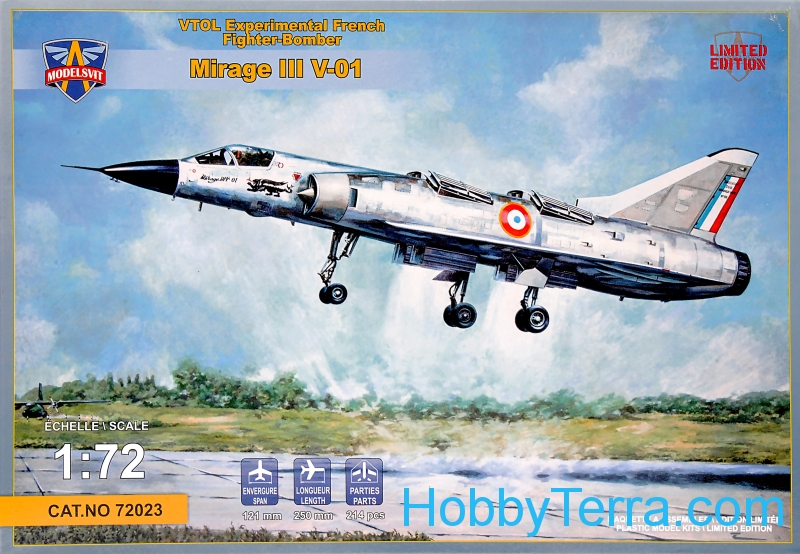 VTOL Experimental French
Fighter-Bomber
Mirage III V-01
MODELSVIT
LIMITED
EDITION
Mirage III V 01
ÉCHELLE \ SCALE
1:72
CAT.NO 72023
ENVERGURE
SPAN
121 mm
LONGUEUR
LENGTH
250 mm
PARTIES
PARTS
214 pcs
HobbyTerra.com
PLASTIC MODEL KITS \ LIMITED EDITION